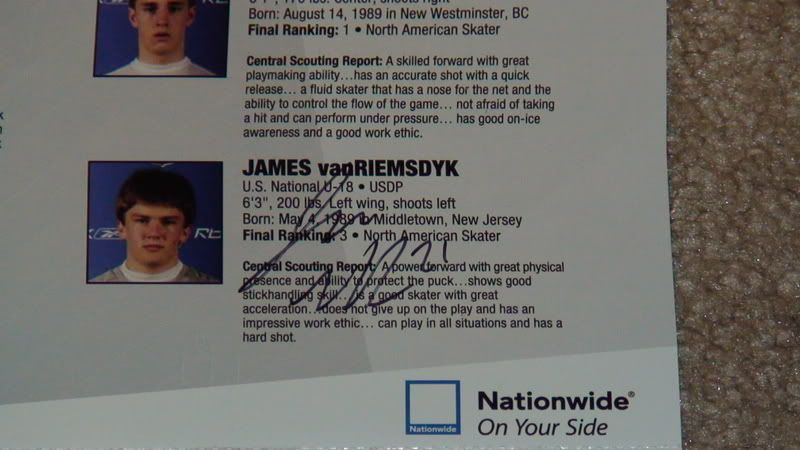 Born: August 14, 1989 in New Westminster, BC
Final Ranking: 1 • North American Skater
Central Scouting Report: A skilled forward with great
playmaking ability…has an accurate shot with a quick
release… a fluid skater that has a nose for the net and the
ability to control the flow of the game… not afraid of taking
a hit and can perform under pressure… has good on-ice
awareness and a good work ethic.
JAMES vanRIEMSDYK
U.S. National U-18 • USDP
6'3", 200 lbs. Left wing, shoots left
Born: May 4, 1989 in Middletown, New Jersey
Final Ranking: 3 • North American Skater
Central Scouting Report: A power forward with great physical
presence and ability to protect the puck…shows good
stickhandling skill… is a good skater with great
acceleration…does not give up on the play and has an
impressive work ethic… can play in all situations and has a
hard shot.
21
Nationwide
Nationwide®
On Your Side